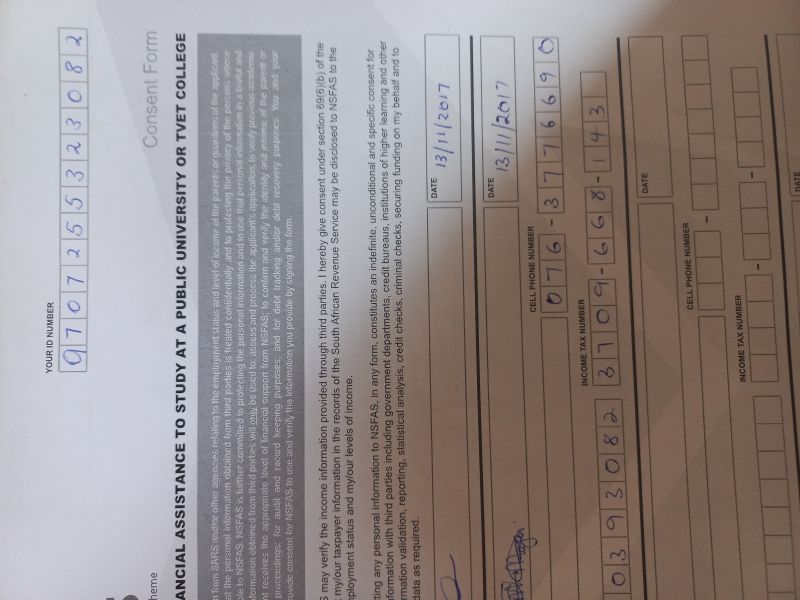 YOUR ID NUMBER
9707255323082
Consent Form
heme
ANCIAL ASSISTANCE TO STUDY AT A PUBLIC UNIVERSITY OR TVET COLLEGE
from SARS and/or other agencies relating to the employment status and level of income of the parents or guardians of the applicant.
at the personal information obtained from third parties is treated confidentially and to protecting the privacy of the persons whose
le to NSFAS. NSFAS is further committed to protecting the personal information and to use that personal information in a lawful and
formation obtained from third parties will only be used to: assess and process the applicant's application to verify previous academic
nt receives the appropriate level of financial support from NSFAS; to confirm and verify the identity and income of the parent or
proceedings; for audit and record keeping purposes; and for debt tracking and/or debt recovery purposes. You and your
rovide consent for NSFAS to use and verify the information you provide by signing the form.
S may verify the income information provided through third parties. I hereby give consent under section 69(6)(b) of the
my/our taxpayer information in the records of the South African Revenue Service may be disclosed to NSFAS to the
ployment status and my/our levels of income.
tting any personal information to NSFAS, in any form, constitutes an indefinite, unconditional and specific consent for
nformation with third parties including government departments, credit bureaus, institutions of higher learning and other
rmation validation, reporting, statistical analysis, credit checks, criminal checks, securing funding on my behalf and to
data as required.
DATE 13/11/2017
DATE 13/11/2017
CELL PHONE NUMBER
076-3776690
INCOME TAX NUMBER
0393082 3709-668-143
DATE
CELL PHONE NUMBER
INCOME TAX NUMBER
DATE